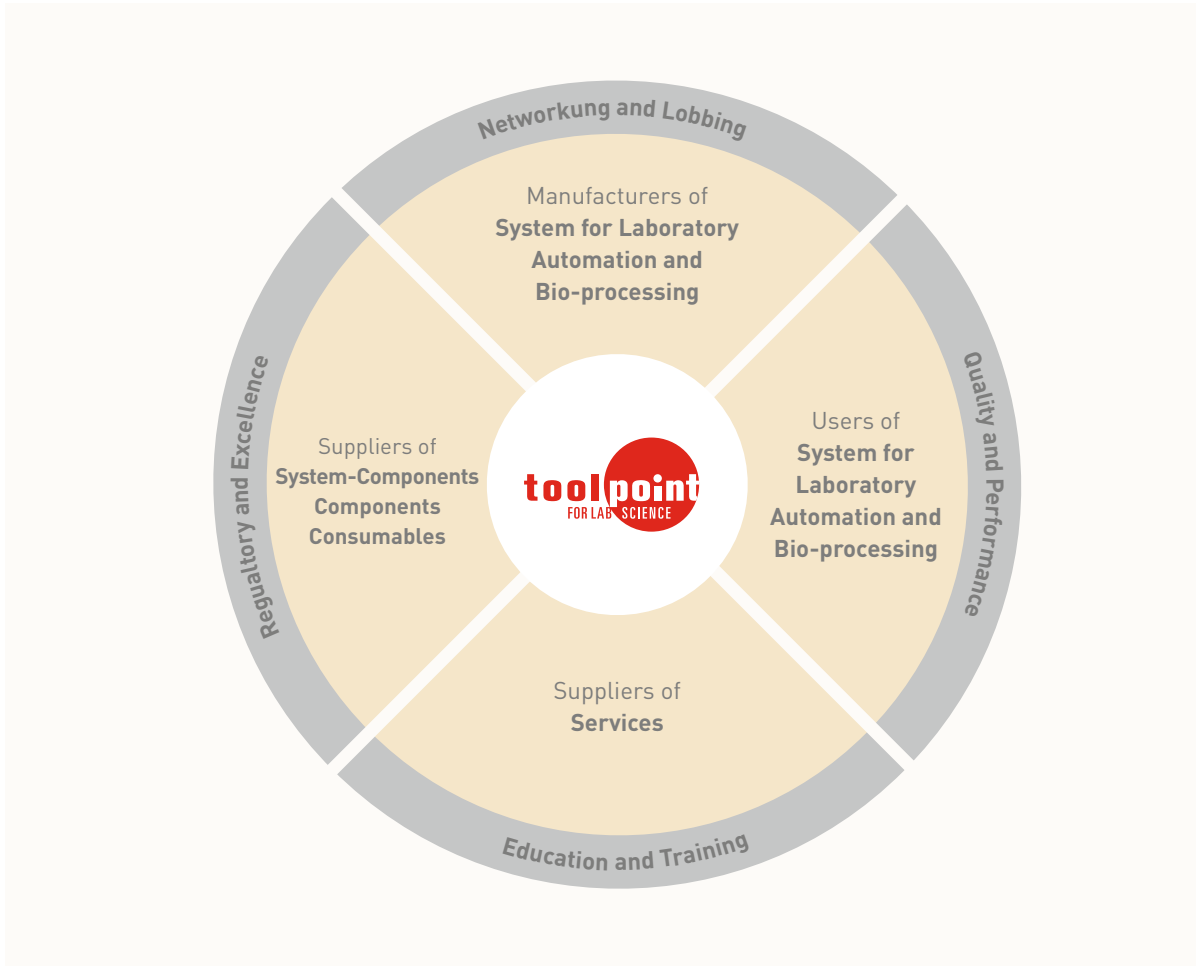 Networkung and Lobbing
Manufacturers of
System for Laboratory
Automation and
Bio-processing
Regualtory and Excellence
Suppliers of
System-Components
Components
Consumables
toolpoint
FOR LAB SCIENCE
Users of
System for
Laboratory
Automation and
Bio-processing
Quality and Performance
Suppliers of
Services
Education and Training